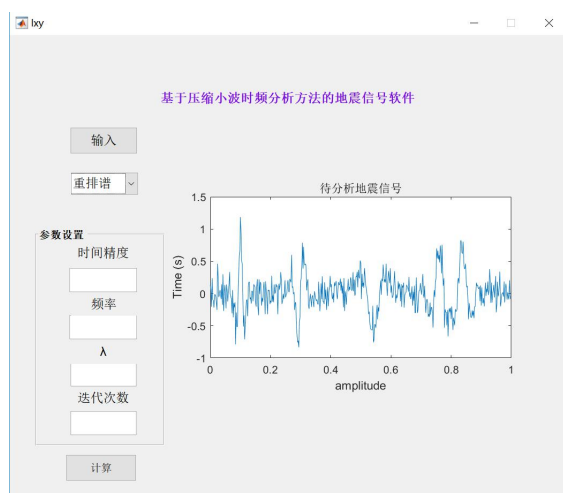 lxy
基于压缩小波时频分析方法的地震信号软件
输入
重排谱
参数设置
时间精度
频率
λ
迭代次数
计算
待分析地震信号
1.5
1
0.5
0
-0.5
-1
Time (s)
0 0.2 0.4 0.6 0.8 1
amplitude